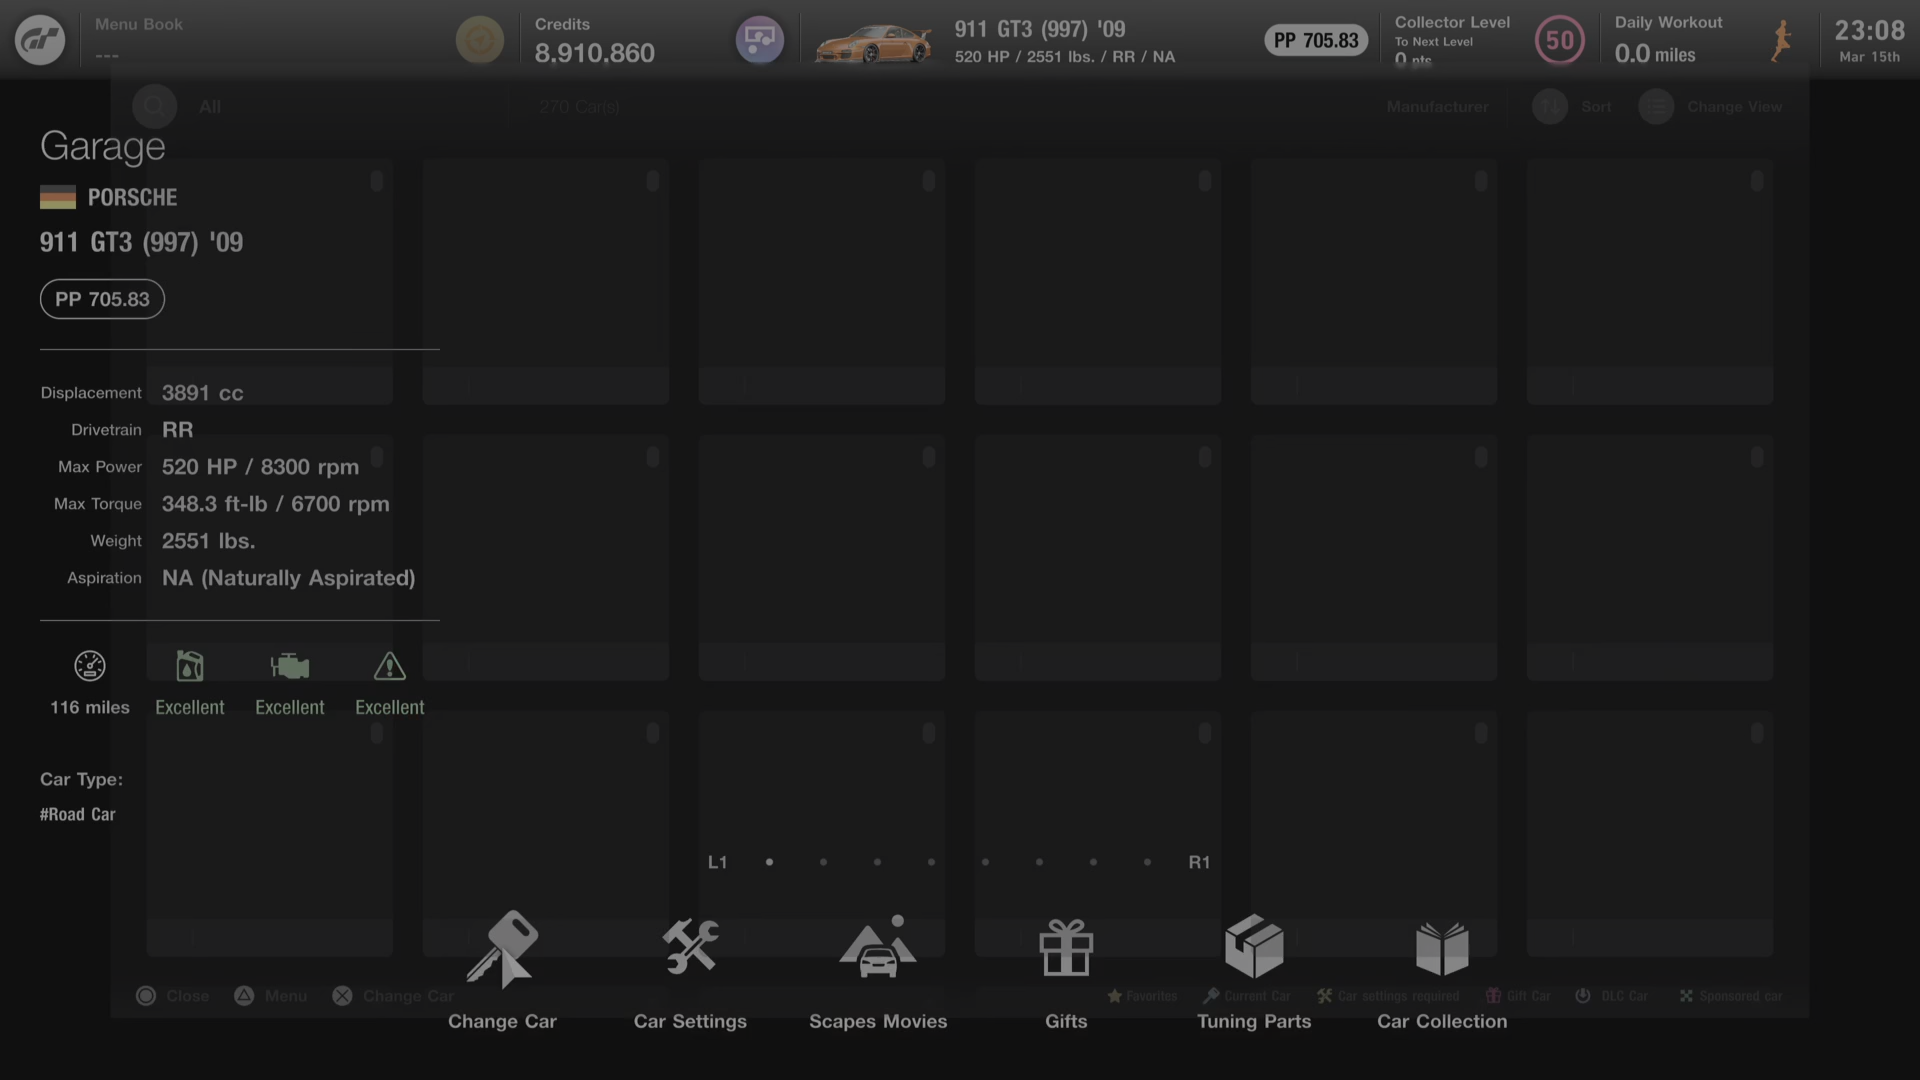 Menu Book
---
Credits
8.910.860
911 GT3 (997) '09
520 HP / 2551 lbs. / RR / NA
PP 705.83
Collector Level
To Next Level
0 pts
50
Daily Workout
0.0 miles
23:08
Mar 15th
All
270 Car(s)
Manufacturer
Sort
Change View
Garage
PORSCHE
911 GT3 (997) '09
PP 705.83
Displacement 3891 cc
Drivetrain RR
Max Power 520 HP / 8300 rpm
Max Torque 348.3 ft-lb / 6700 rpm
Weight 2551 lbs.
Aspiration NA (Naturally Aspirated)
116 miles
Excellent
Excellent
Excellent
Car Type:
#Road Car
L1
R1
Close
Menu
Change Car
Favorites
Current Car
Car settings required
Gift Car
DLC Car
Sponsored car
Change Car
Car Settings
Scapes Movies
Gifts
Tuning Parts
Car Collection